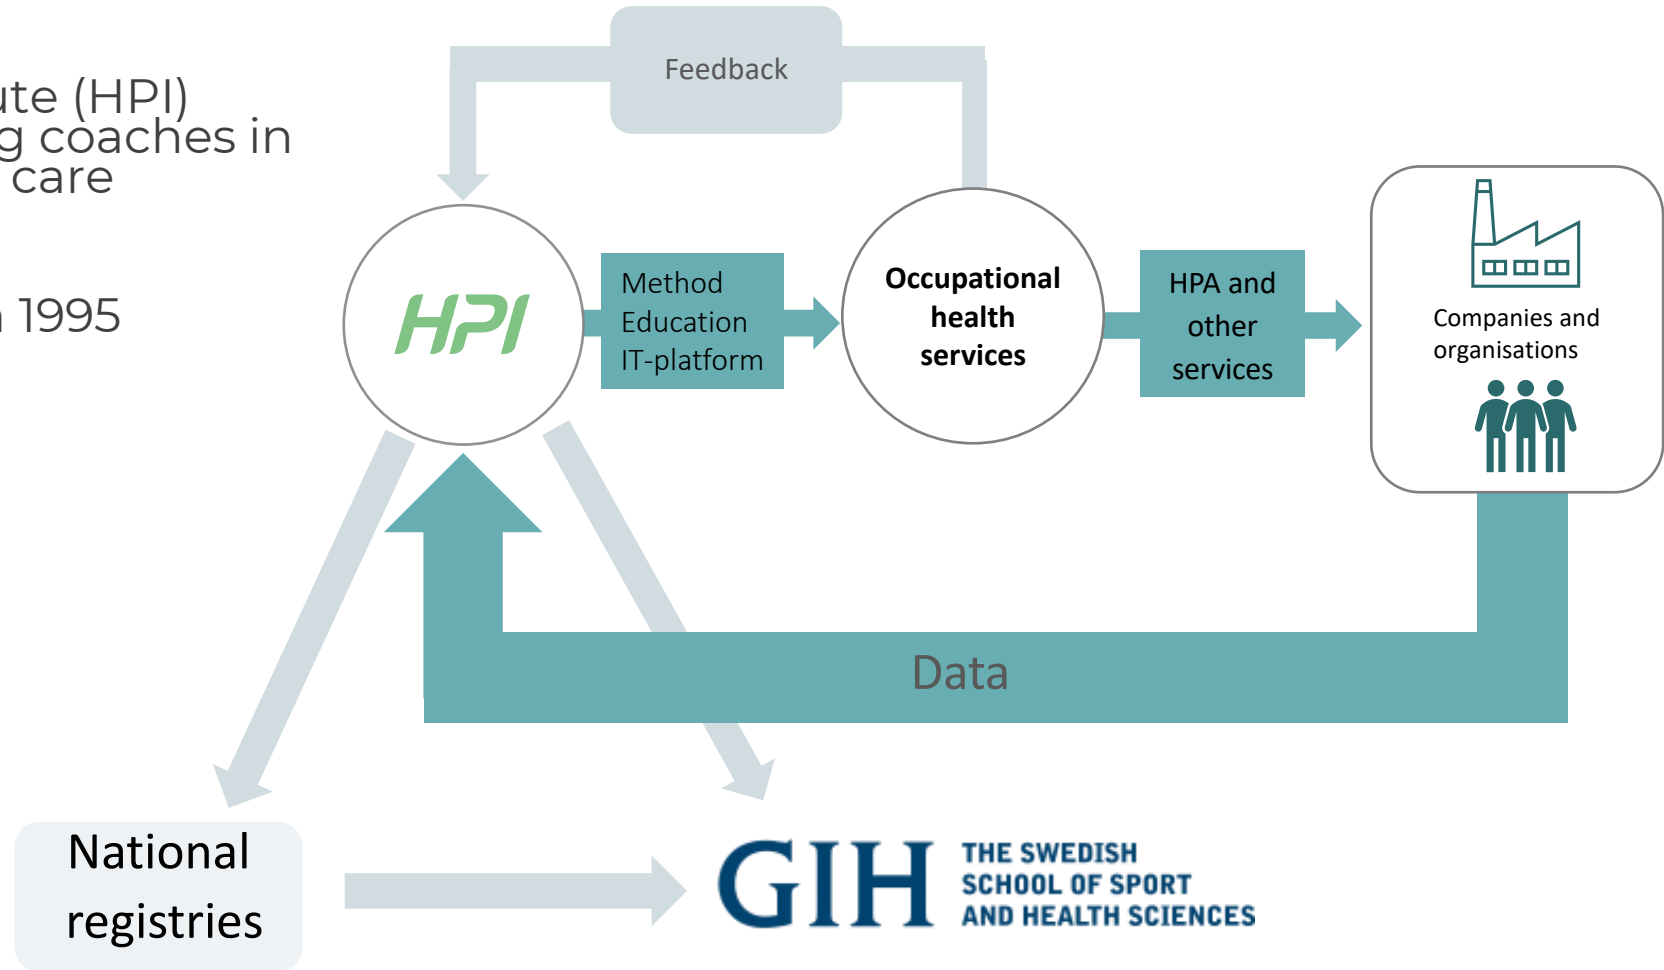 ute (HPI)
g coaches in
care
1995
Feedback
HPI
Method
Education
IT-platform
Occupational
health
services
HPA and
other
services
Companies and
organisations
Data
National
registries
GIH
THE SWEDISH
SCHOOL OF SPORT
AND HEALTH SCIENCES